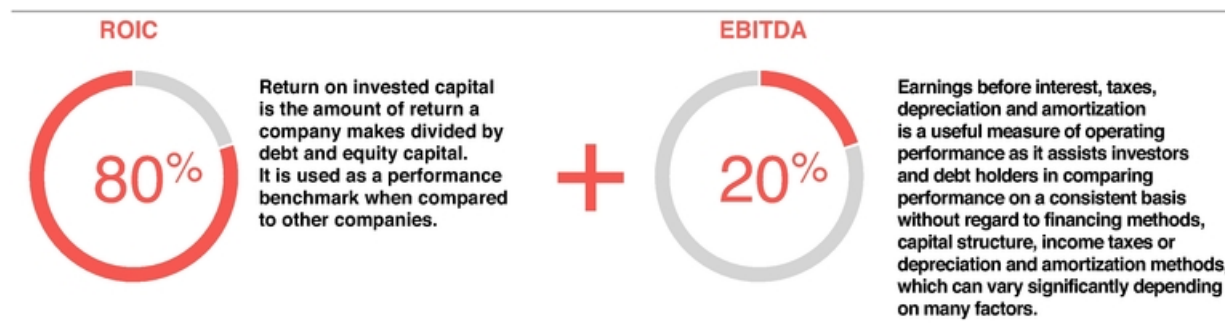 ROIC
80%
Return on invested capital
is the amount of return a
company makes divided by
debt and equity capital.
It is used as a performance
benchmark when compared
to other companies.
+
EBITDA
20%
Earnings before interest, taxes,
depreciation and amortization
is a useful measure of operating
performance as it assists investors
and debt holders in comparing
performance on a consistent basis
without regard to financing methods,
capital structure, income taxes or
depreciation and amortization methods,
which can vary significantly depending
on many factors.